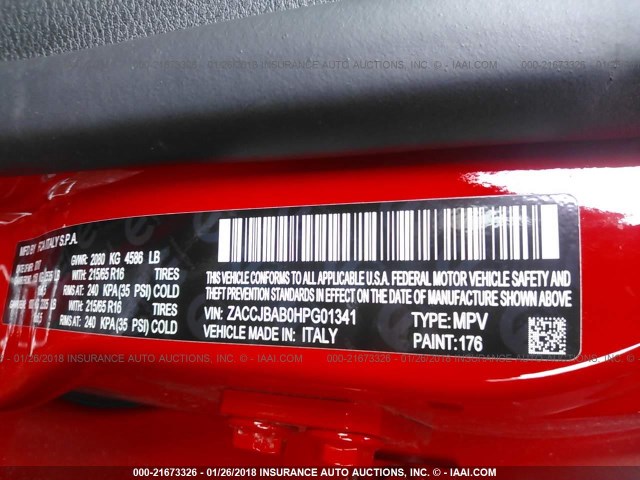 000-21673326 - 01/26/2018 INSURANCE AUTO AUCTIONS, INC. - © IAAI.COM
MFD BY FCA ITALY S.P.A.
GVWR: 2080 KG 4586 LB
WITH: 215/65 R16 TIRES
RIMS AT: 240 KPA(35 PSI) COLD
WITH: 215/65 R16 TIRES
RIMS AT: 240 KPA(35 PSI) COLD
THIS VEHICLE CONFORMS TO ALL APPLICABLE U.S.A. FEDERAL MOTOR VEHICLE SAFETY AND
THEFT PREVENTION STANDARDS IN EFFECT ON THE DATE OF MANUFACTURE SHOWN ABOVE.
VIN: ZACCJBAB0HPG01341 TYPE: MPV
VEHICLE MADE IN: ITALY PAINT: 176
000-21673326 - 01/26/2018 INSURANCE AUTO AUCTIONS, INC. - © IAAI.COM
000-21673326 - 01/26/2018 INSURANCE AUTO AUCTIONS, INC. - © IAAI.COM